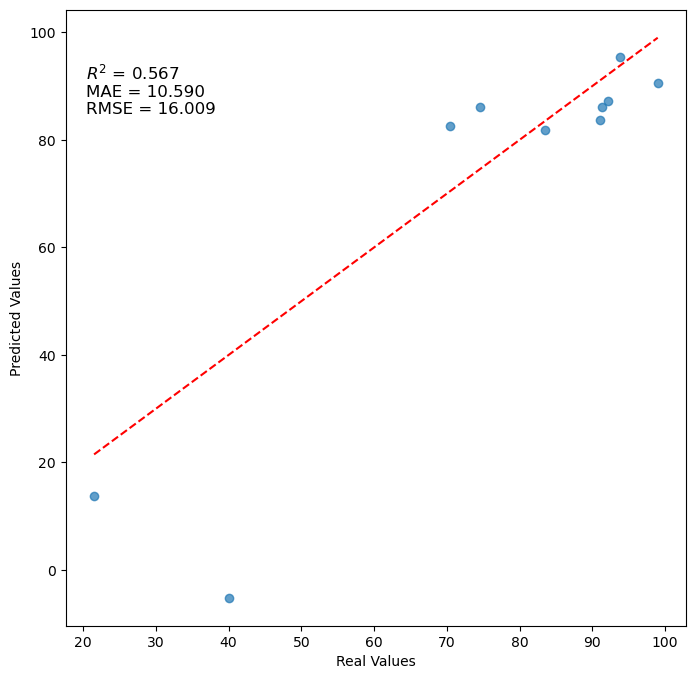 100
80
60
40
20
0
R² = 0.567
MAE = 10.590
RMSE = 16.009
Predicted Values
20 30 40 50 60 70 80 90 100
Real Values